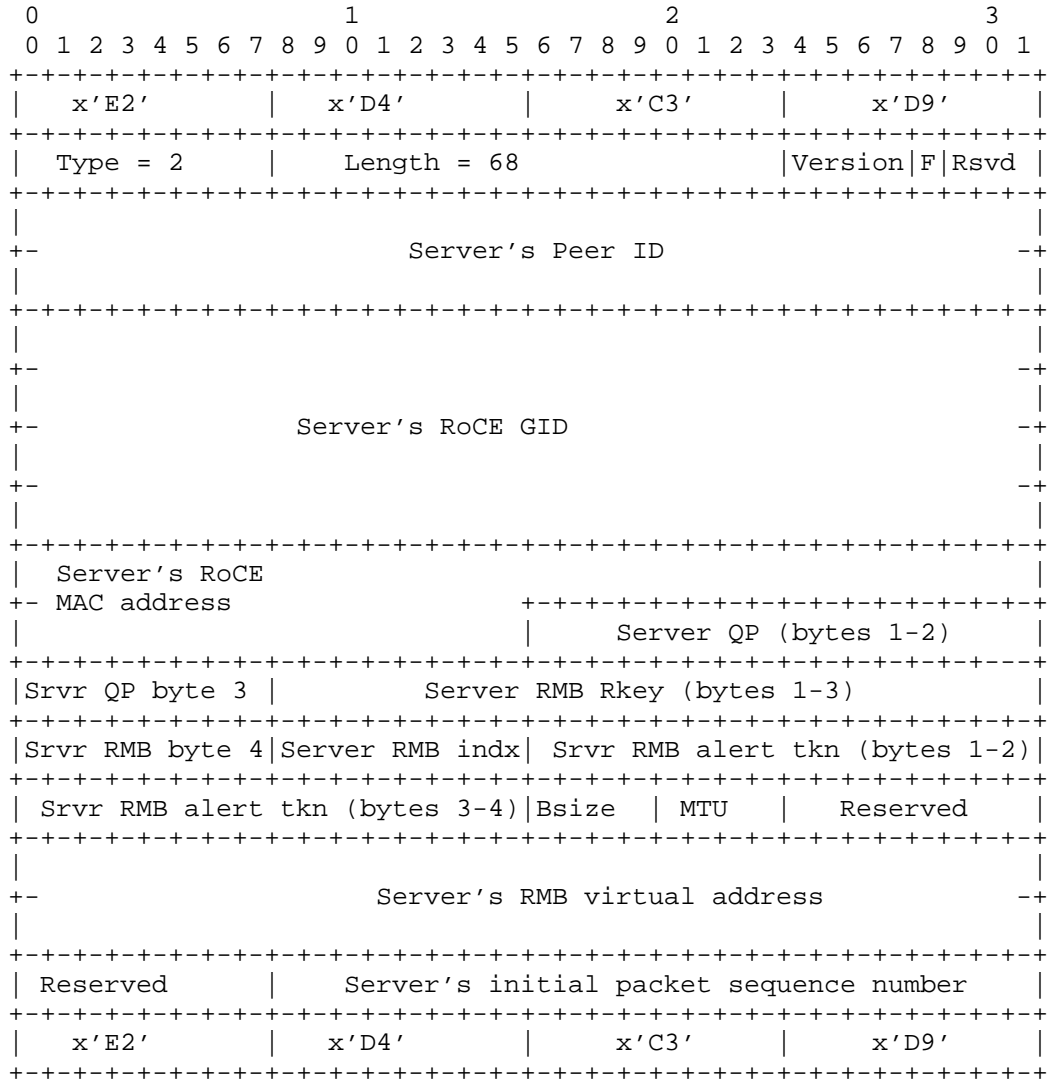 0                   1                   2                   3
0 1 2 3 4 5 6 7 8 9 0 1 2 3 4 5 6 7 8 9 0 1 2 3 4 5 6 7 8 9 0 1
x'E2' x'D4' x'C3' x'D9'
Type = 2 Length = 68 Version F Rsvd
Server's Peer ID
Server's RoCE GID
Server's RoCE
MAC address
Server QP (bytes 1-2)
Srvr QP byte 3 Server RMB Rkey (bytes 1-3)
Srvr RMB byte 4 Server RMB indx Srvr RMB alert tkn (bytes 1-2)
Srvr RMB alert tkn (bytes 3-4) Bsize MTU Reserved
Server's RMB virtual address
Reserved Server's initial packet sequence number
x'E2' x'D4' x'C3' x'D9'